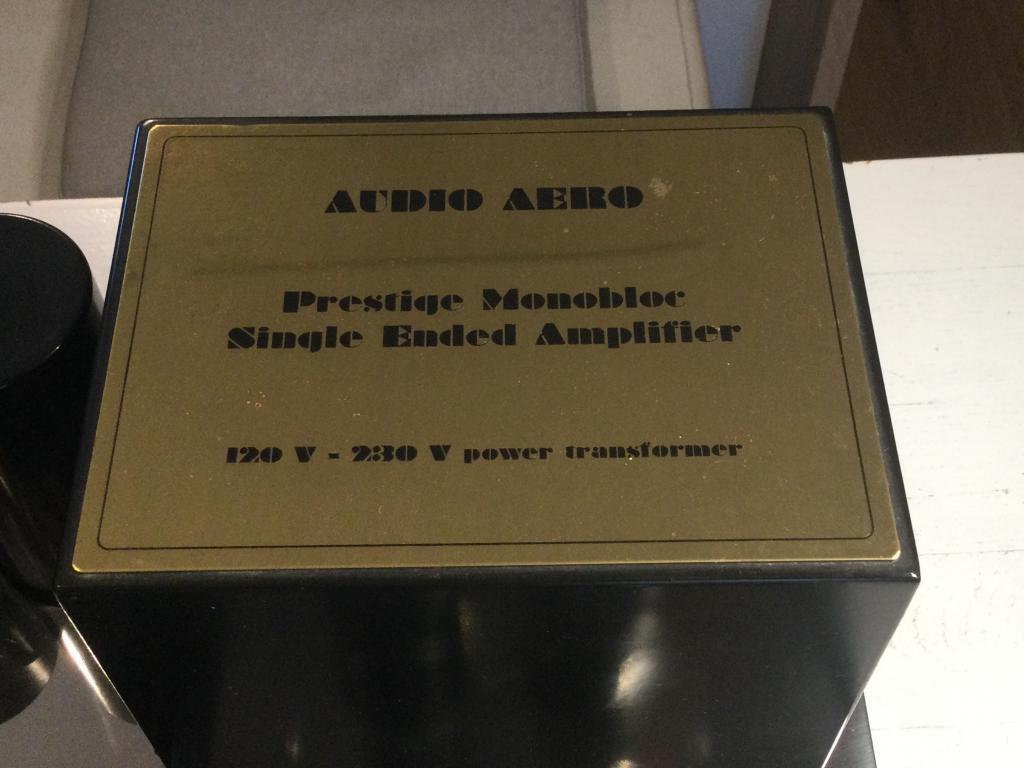 AUDIO AERO
Prestige Monobloc
Single Ended Amplifier
120 V - 230 V power transformer